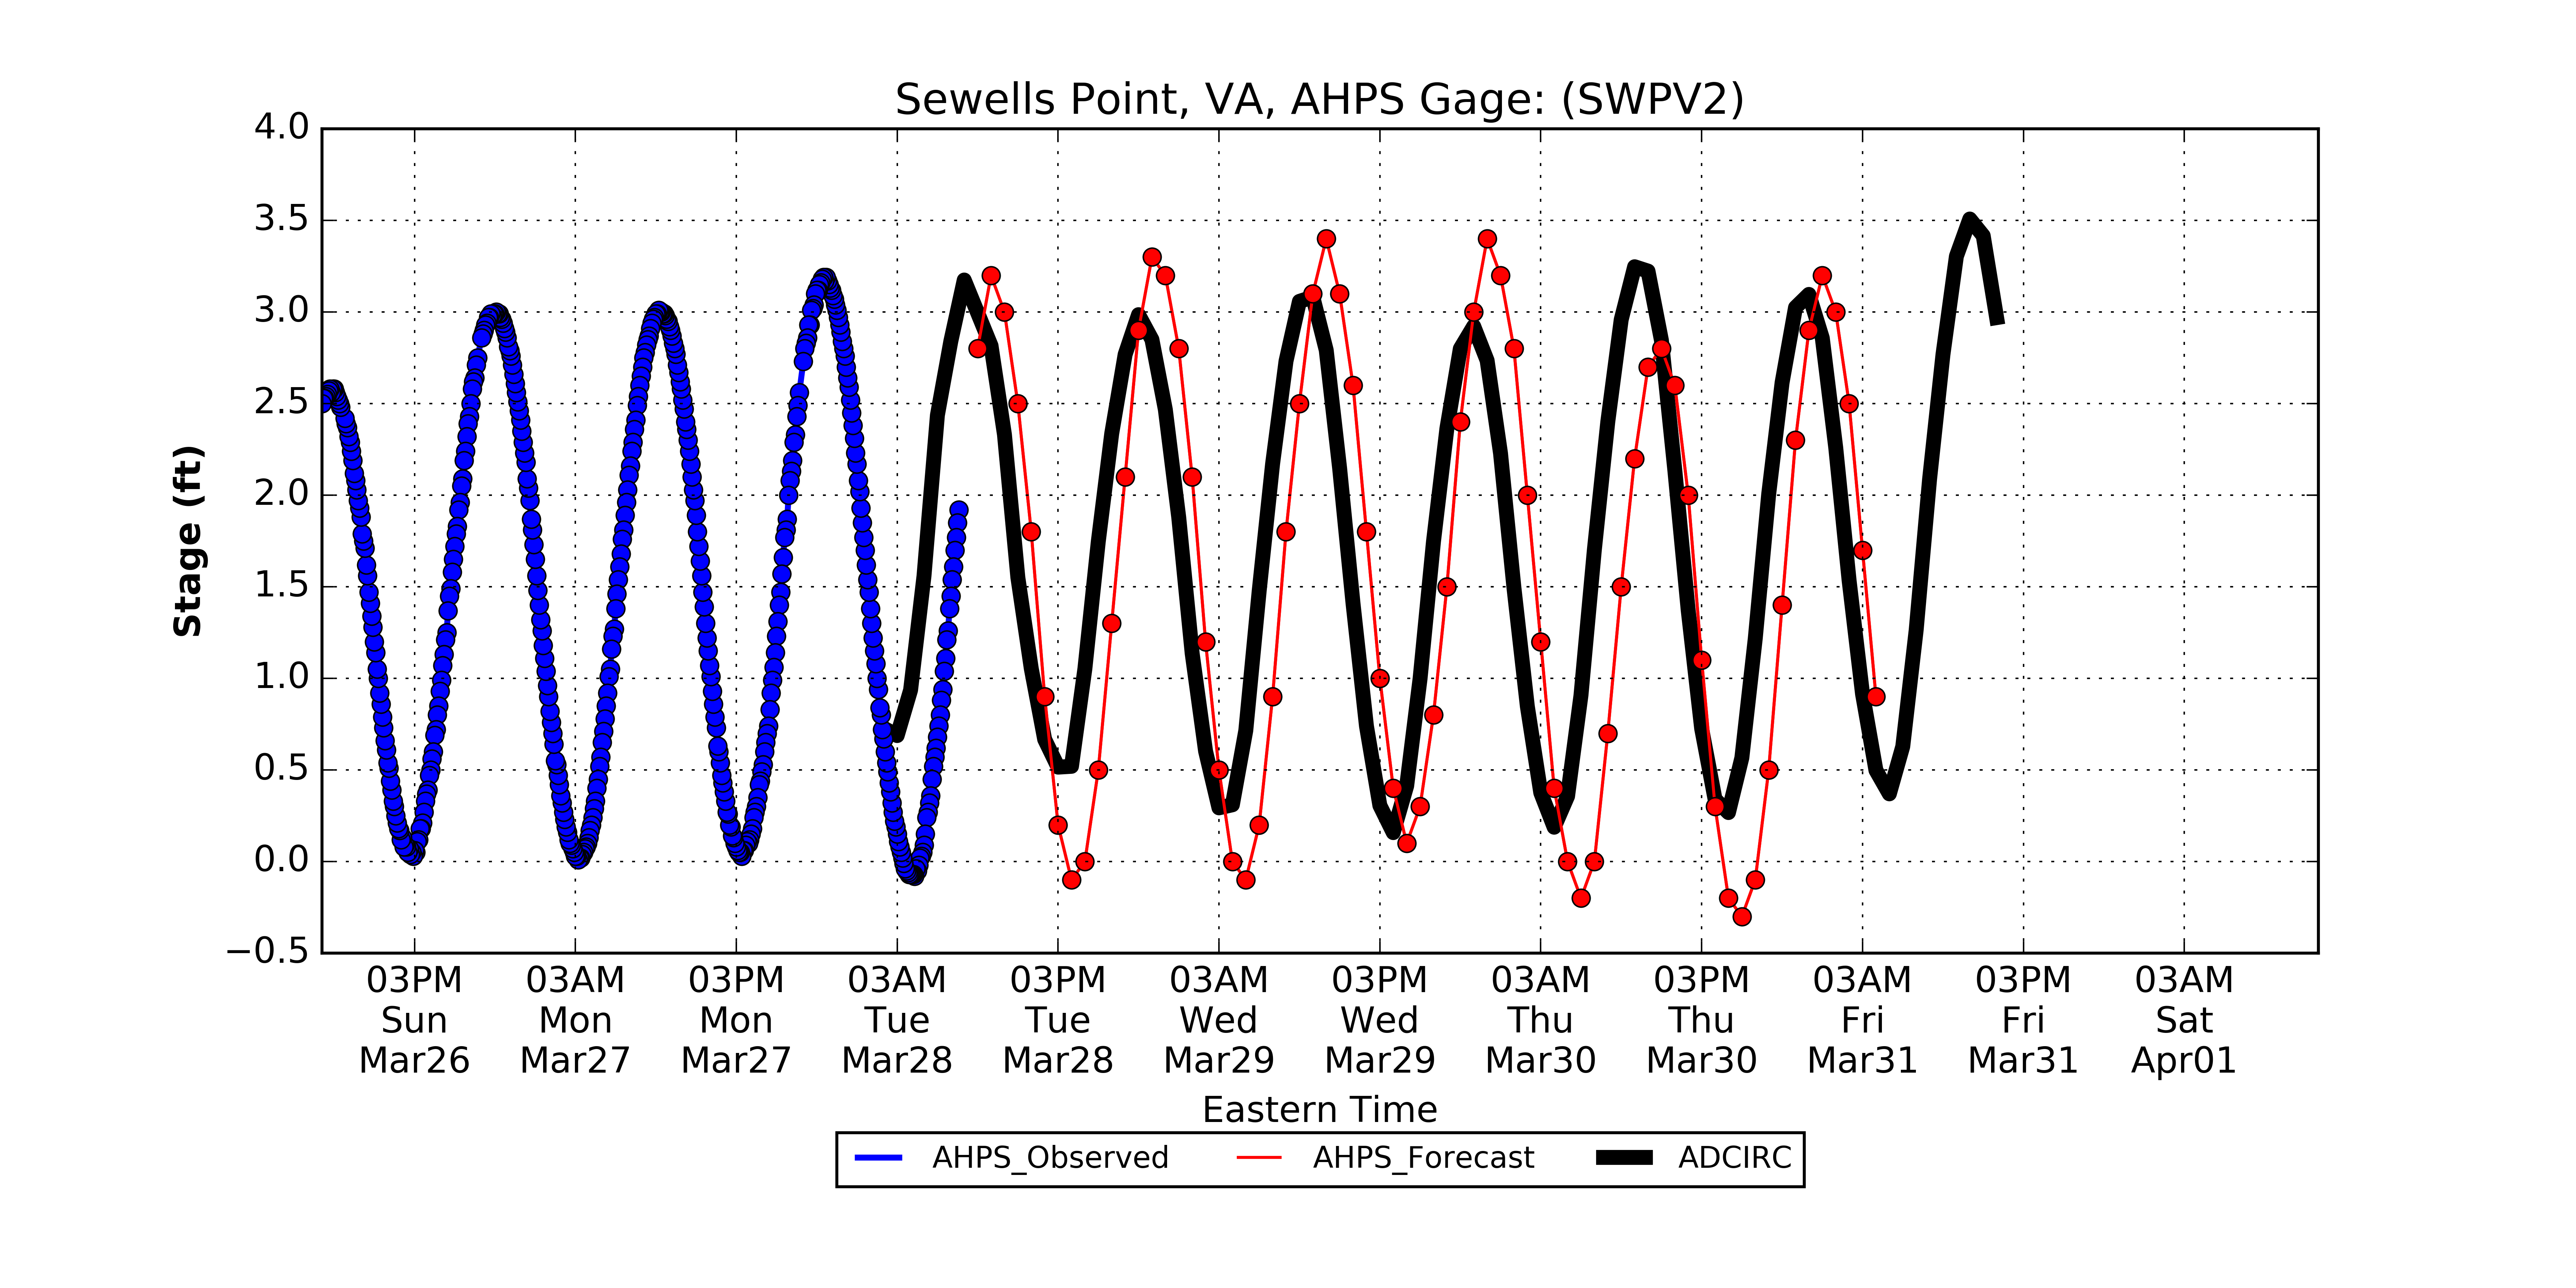 Sewells Point, VA, AHPS Gage: (SWPV2)
4.0
3.5
3.0
2.5
2.0
1.5
1.0
0.5
0.0
−0.5
Stage (ft)
03PM 03AM 03PM 03AM 03PM 03AM 03PM 03AM 03PM 03AM 03PM 03AM
Sun Mon Mon Tue Tue Wed Wed Thu Thu Fri Fri Sat
Mar26 Mar27 Mar27 Mar28 Mar28 Mar29 Mar29 Mar30 Mar30 Mar31 Mar31 Apr01
Eastern Time
AHPS_Observed AHPS_Forecast ADCIRC